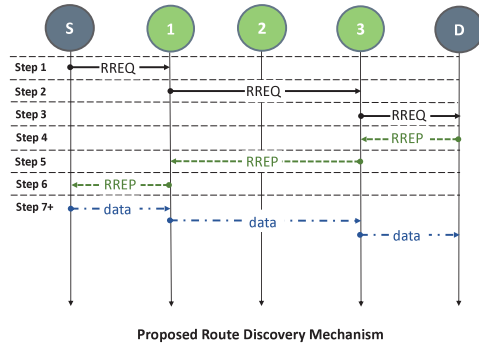 S 1 2 3 D
Step 1 RREQ
Step 2 RREQ
Step 3 RREQ
Step 4 RREP
Step 5 RREP
Step 6 RREP
Step 7+ data
data
data
Proposed Route Discovery Mechanism